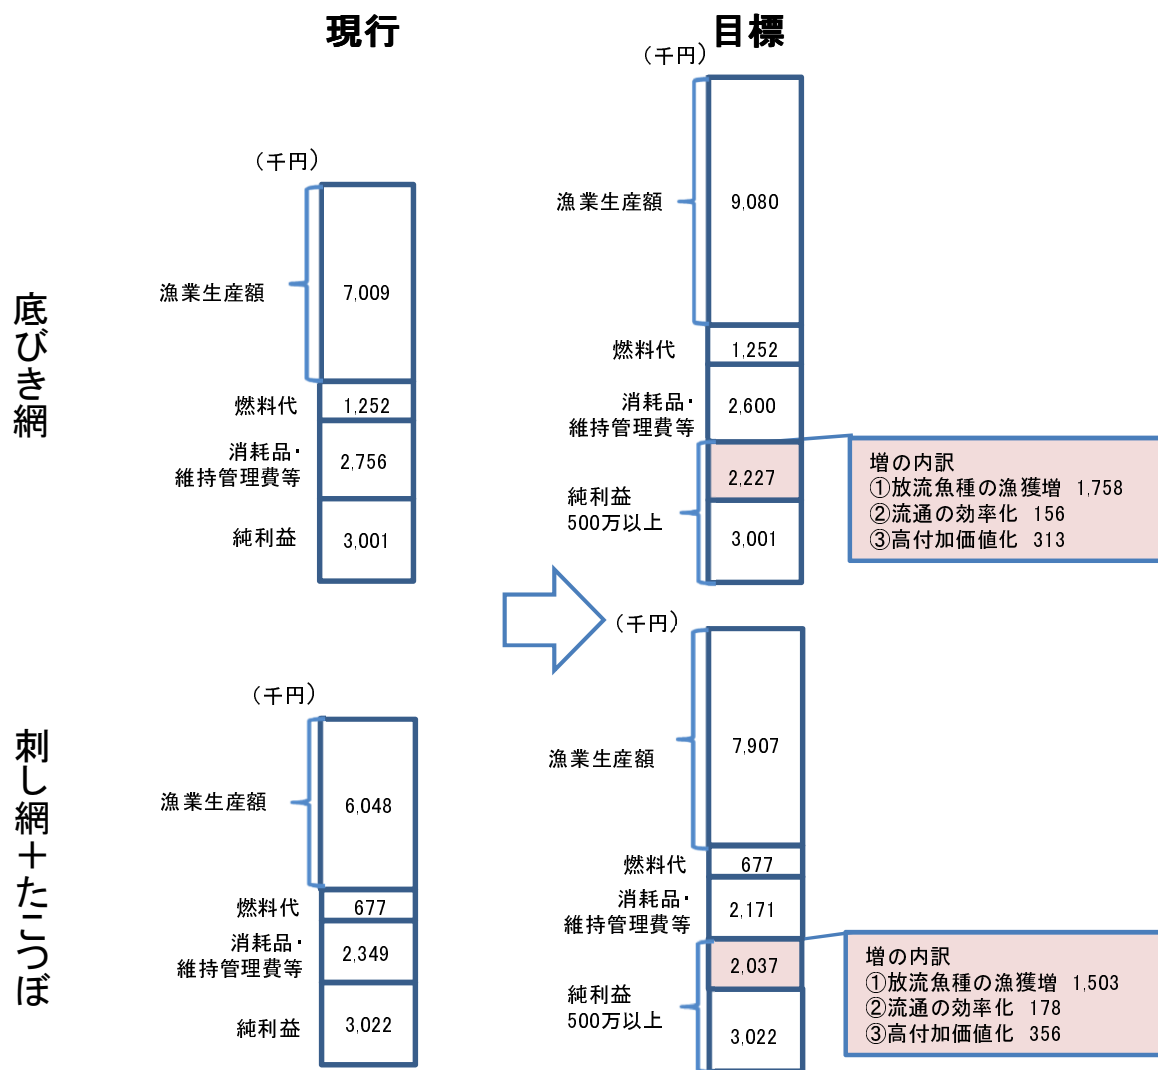 現行
目標
底びき網
(千円)
漁業生産額
7,009
燃料代
1,252
消耗品・
維持管理費等
2,756
純利益
3,001
(千円)
漁業生産額
9,080
燃料代
1,252
消耗品・
維持管理費等
2,600
純利益
500万以上
2,227
3,001
増の内訳
①放流魚種の漁獲増 1,758
②流通の効率化 156
③高付加価値化 313
刺し網＋たこつぼ
(千円)
漁業生産額
6,048
燃料代
677
消耗品・
維持管理費等
2,349
純利益
3,022
(千円)
漁業生産額
7,907
燃料代
677
消耗品・
維持管理費等
2,171
純利益
500万以上
2,037
3,022
増の内訳
①放流魚種の漁獲増 1,503
②流通の効率化 178
③高付加価値化 356